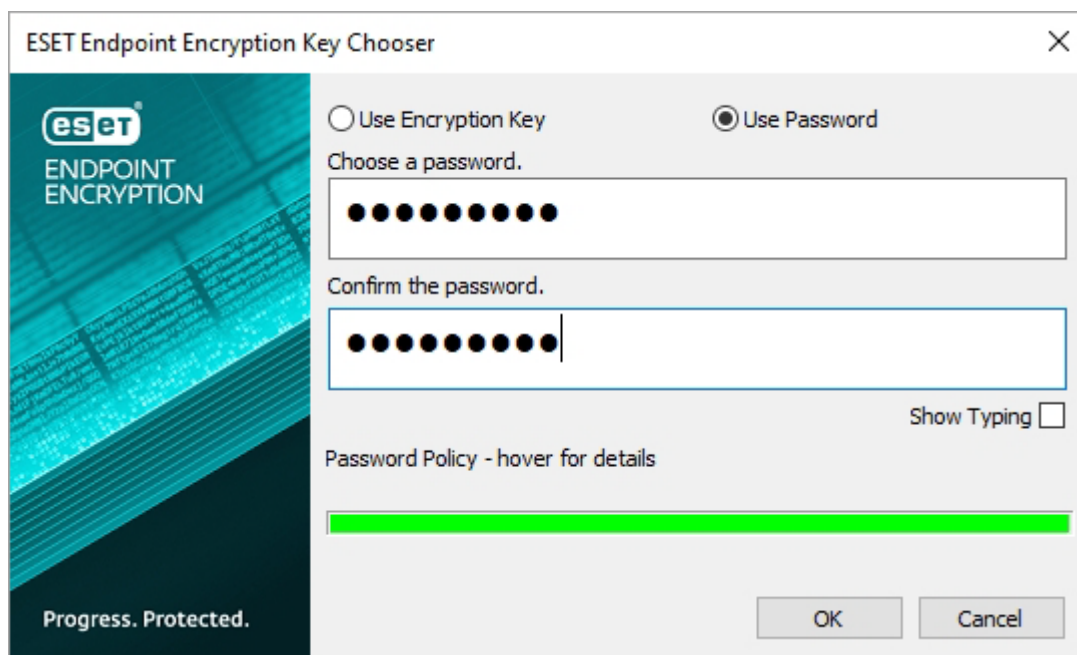 ESET Endpoint Encryption Key Chooser
eseT®
ENDPOINT
ENCRYPTION
Use Encryption Key
Use Password
Choose a password.
●●●●●●●●●
Confirm the password.
●●●●●●●●●
Show Typing
Password Policy - hover for details
OK
Cancel
Progress. Protected.